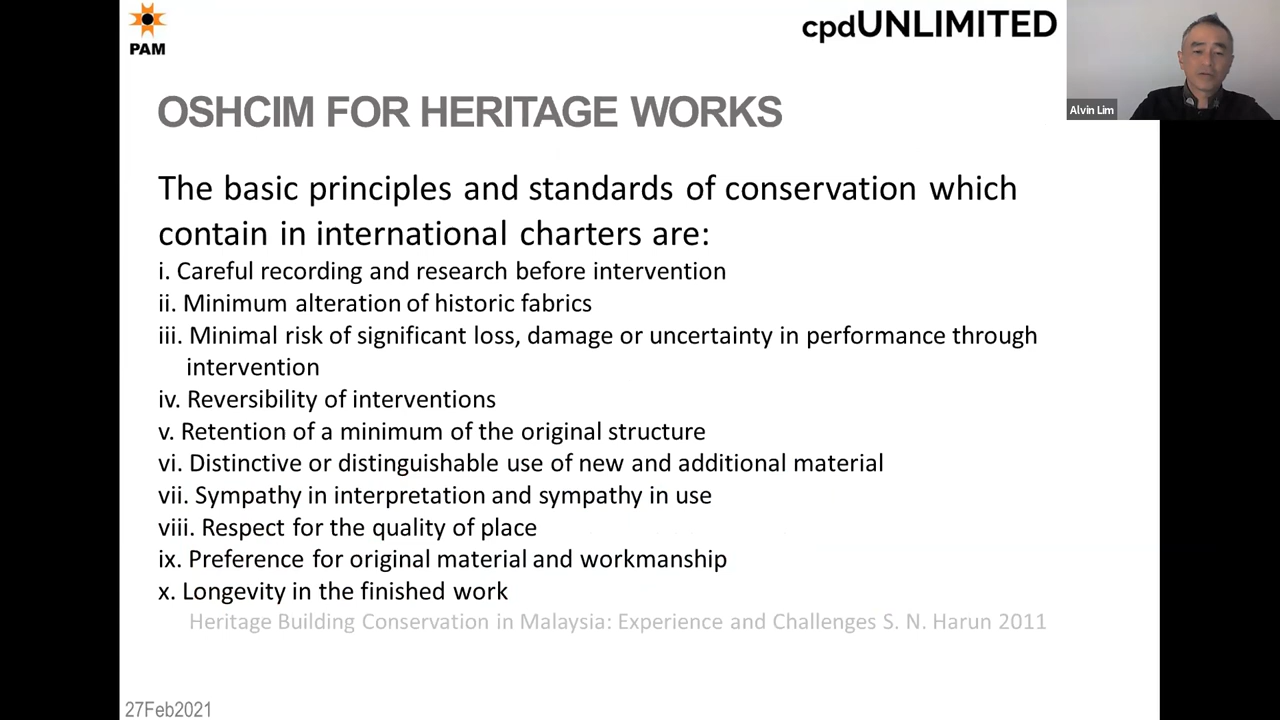 PAM
cpdUNLIMITED
Alvin Lim
OSHCIM FOR HERITAGE WORKS
The basic principles and standards of conservation which
contain in international charters are:
i. Careful recording and research before intervention
ii. Minimum alteration of historic fabrics
iii. Minimal risk of significant loss, damage or uncertainty in performance through
intervention
iv. Reversibility of interventions
v. Retention of a minimum of the original structure
vi. Distinctive or distinguishable use of new and additional material
vii. Sympathy in interpretation and sympathy in use
viii. Respect for the quality of place
ix. Preference for original material and workmanship
x. Longevity in the finished work
Heritage Building Conservation in Malaysia: Experience and Challenges S. N. Harun 2011
27Feb2021